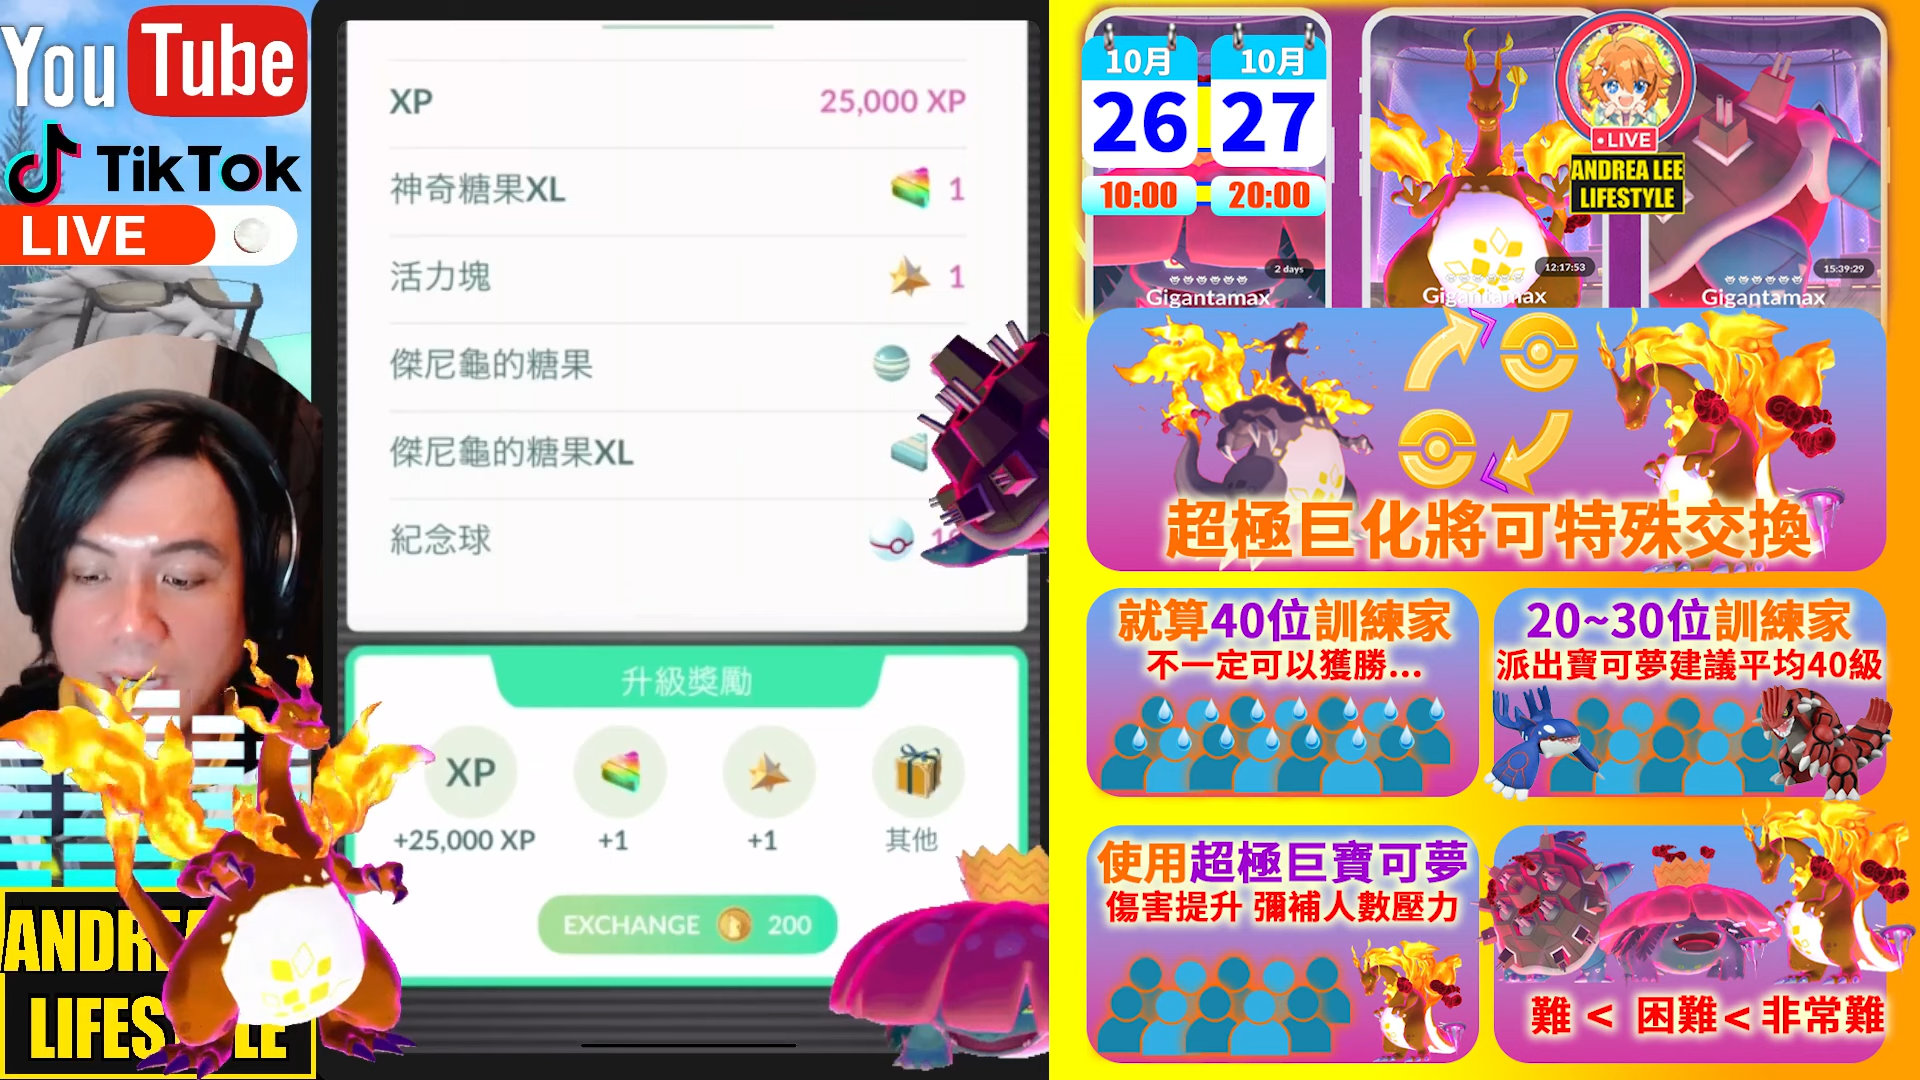 YouTube
TikTok
LIVE
XP 25,000 XP
神奇糖果XL 1
活力塊 1
傑尼龜的糖果
傑尼龜的糖果XL
紀念球
升級獎勵
XP
+25,000 XP
+1
+1
其他
EXCHANGE 200
10月
26
10:00
10月
27
20:00
2 days
Gigantamax
12:17:53
Gigantamax
15:39:29
Gigantamax
LIVE
ANDREA LEE
LIFESTYLE
超極巨化將可特殊交換
就算40位訓練家
不一定可以獲勝...
20~30位訓練家
派出寶可夢建議平均40級
使用超極巨寶可夢
傷害提升 彌補人數壓力
難 < 困難 < 非常難